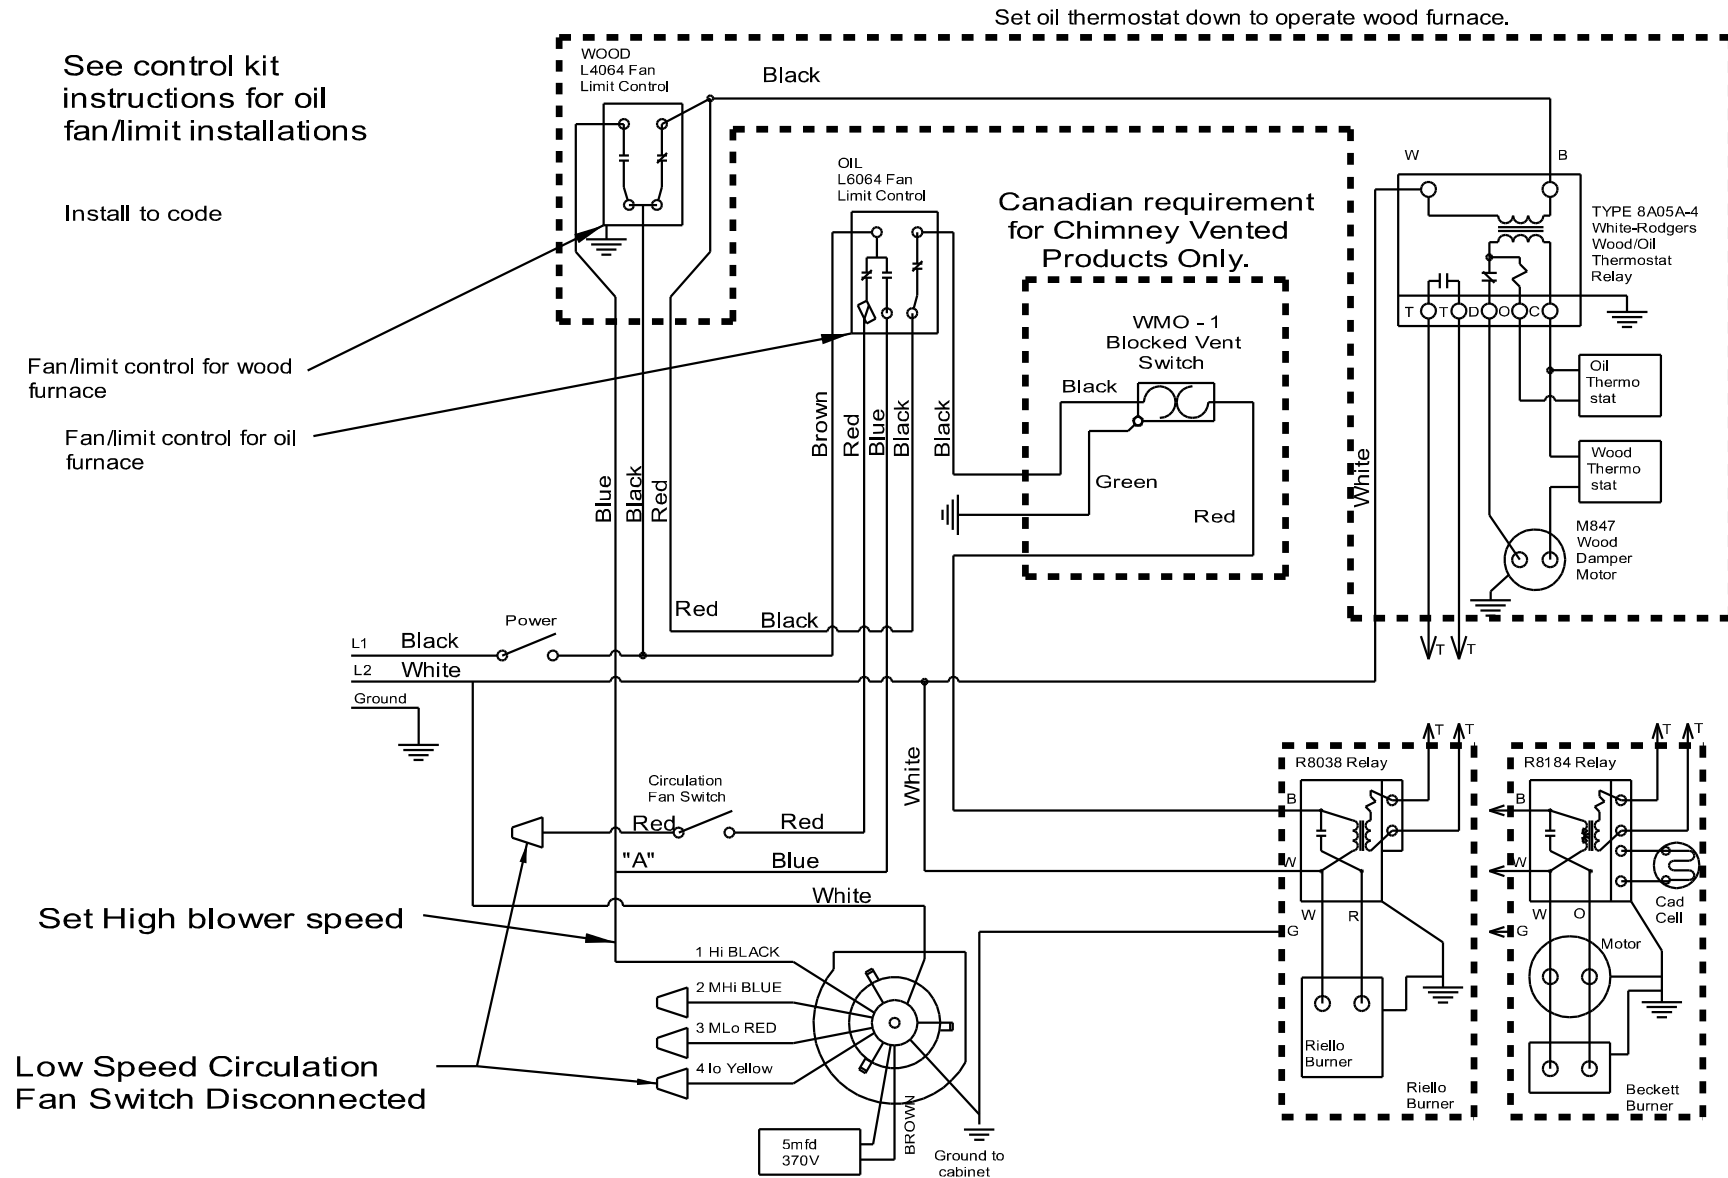 Set oil thermostat down to operate wood furnace.
See control kit
instructions for oil
fan/limit installations
Install to code
WOOD
L4064 Fan
Limit Control
Black
OIL
L6064 Fan
Limit Control
Canadian requirement
for Chimney Vented
Products Only.
WMO - 1
Blocked Vent
Switch
Black
Green
Red
W
B
TYPE 8A05A-4
White-Rodgers
Wood/Oil
Thermostat
Relay
T
T
D
O
C
Oil
Thermo
stat
Wood
Thermo
stat
M847
Wood
Damper
Motor
T
T
White
Fan/limit control for wood
furnace
Fan/limit control for oil
furnace
Blue
Black
Red
Brown
Red
Blue
Black
Black
Red
Black
Power
L1
Black
L2
White
Ground
Circulation
Fan Switch
Red
Red
"A"
Blue
White
White
Set High blower speed
Low Speed Circulation
Fan Switch Disconnected
1 Hi BLACK
2 MHi BLUE
3 MLo RED
4 lo Yellow
BROWN
5mfd
370V
Ground to
cabinet
T
T
R8038 Relay
B
W
W
R
G
Riello
Burner
Riello
Burner
T
T
R8184 Relay
B
W
Cad
Cell
W
O
G
Motor
Beckett
Burner